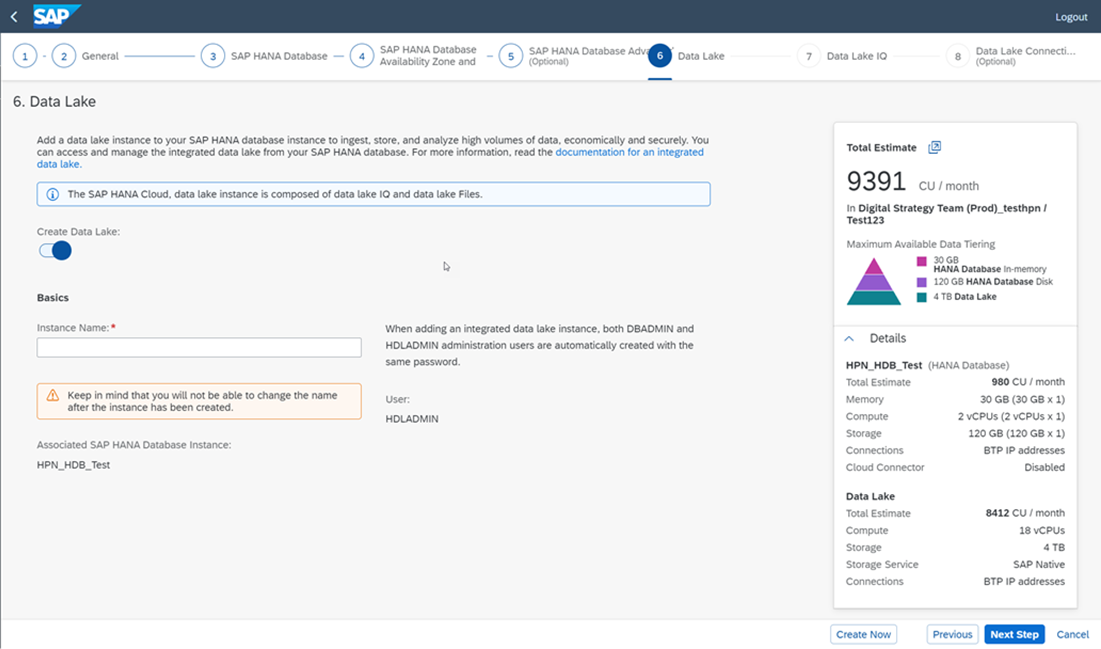 SAP
Logout
1
2
General
3
SAP HANA Database
4
SAP HANA Database
Availability Zone and
5
SAP HANA Database Adva
(Optional)
6
Data Lake
7
Data Lake IQ
8
Data Lake Connecti...
(Optional)
6. Data Lake
Add a data lake instance to your SAP HANA database instance to ingest, store, and analyze high volumes of data, economically and securely. You
can access and manage the integrated data lake from your SAP HANA database. For more information, read the documentation for an integrated
data lake.
The SAP HANA Cloud, data lake instance is composed of data lake IQ and data lake Files.
Create Data Lake:
Basics
Instance Name:*
Keep in mind that you will not be able to change the name
after the instance has been created.
Associated SAP HANA Database Instance:
HPN_HDB_Test
When adding an integrated data lake instance, both DBADMIN and
HDLADMIN administration users are automatically created with the
same password.
User:
HDLADMIN
Total Estimate
9391 CU / month
In Digital Strategy Team (Prod)_testhpn /
Test123
Maximum Available Data Tiering
30 GB
HANA Database In-memory
120 GB HANA Database Disk
4 TB Data Lake
Details
HPN_HDB_Test (HANA Database)
Total Estimate 980 CU / month
Memory 30 GB (30 GB x 1)
Compute 2 vCPUs (2 vCPUs x 1)
Storage 120 GB (120 GB x 1)
Connections BTP IP addresses
Cloud Connector Disabled
Data Lake
Total Estimate 8412 CU / month
Compute 18 vCPUs
Storage 4 TB
Storage Service SAP Native
Connections BTP IP addresses
Create Now
Previous
Next Step
Cancel